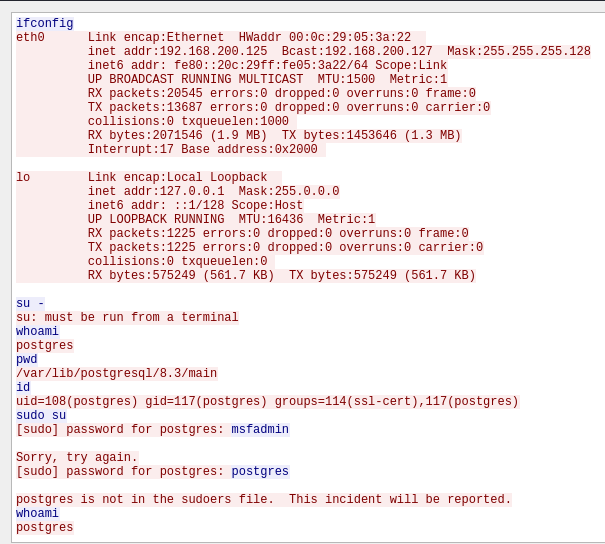 ifconfig
eth0      Link encap:Ethernet  HWaddr 00:0c:29:05:3a:22
          inet addr:192.168.200.125  Bcast:192.168.200.127  Mask:255.255.255.128
          inet6 addr: fe80::20c:29ff:fe05:3a22/64 Scope:Link
          UP BROADCAST RUNNING MULTICAST  MTU:1500  Metric:1
          RX packets:20545 errors:0 dropped:0 overruns:0 frame:0
          TX packets:13687 errors:0 dropped:0 overruns:0 carrier:0
          collisions:0 txqueuelen:1000
          RX bytes:2071546 (1.9 MB)  TX bytes:1453646 (1.3 MB)
          Interrupt:17 Base address:0x2000

lo        Link encap:Local Loopback
          inet addr:127.0.0.1  Mask:255.0.0.0
          inet6 addr: ::1/128 Scope:Host
          UP LOOPBACK RUNNING  MTU:16436  Metric:1
          RX packets:1225 errors:0 dropped:0 overruns:0 frame:0
          TX packets:1225 errors:0 dropped:0 overruns:0 carrier:0
          collisions:0 txqueuelen:0
          RX bytes:575249 (561.7 KB)  TX bytes:575249 (561.7 KB)

su -
su: must be run from a terminal
whoami
postgres
pwd
/var/lib/postgresql/8.3/main
id
uid=108(postgres) gid=117(postgres) groups=114(ssl-cert),117(postgres)
sudo su
[sudo] password for postgres: msfadmin

Sorry, try again.
[sudo] password for postgres: postgres

postgres is not in the sudoers file.  This incident will be reported.
whoami
postgres